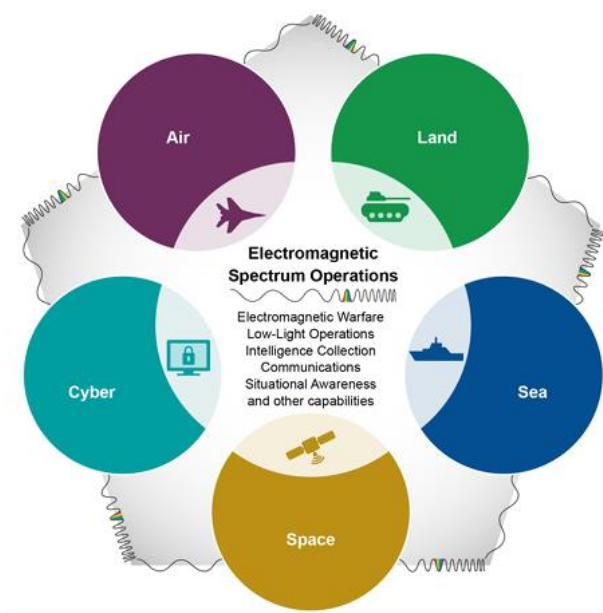 Air
Land
Electromagnetic
Spectrum Operations
Electromagnetic Warfare
Low-Light Operations
Intelligence Collection
Communications
Situational Awareness
and other capabilities
Cyber
Sea
Space